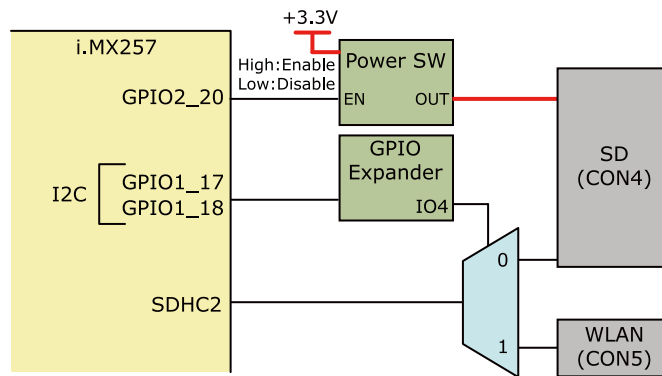 +3.3V
i.MX257
High:Enable
Low:Disable
Power SW
GPIO2_20
EN
OUT
GPIO
Expander
SD
(CON4)
I2C
GPIO1_17
GPIO1_18
IO4
0
SDHC2
1
WLAN
(CON5)